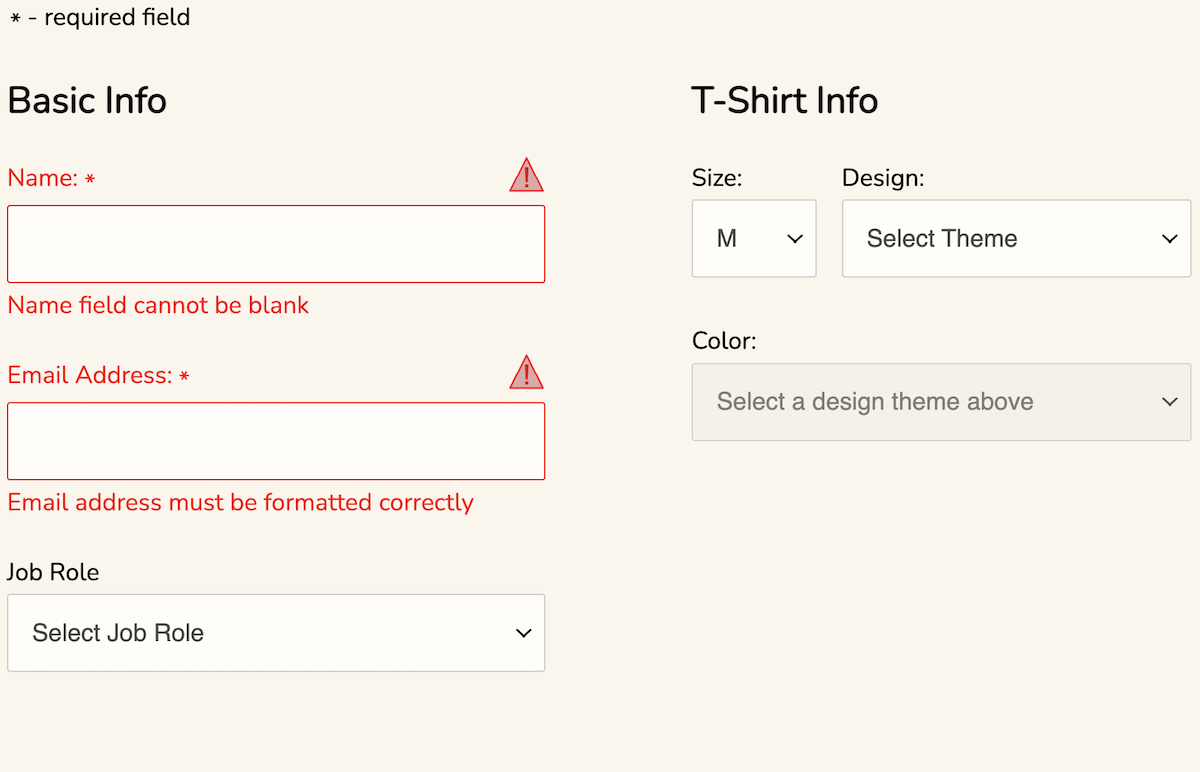 * - required field
Basic Info
Name: *
Name field cannot be blank
Email Address: *
Email address must be formatted correctly
Job Role
Select Job Role
T-Shirt Info
Size:
M
Design:
Select Theme
Color:
Select a design theme above